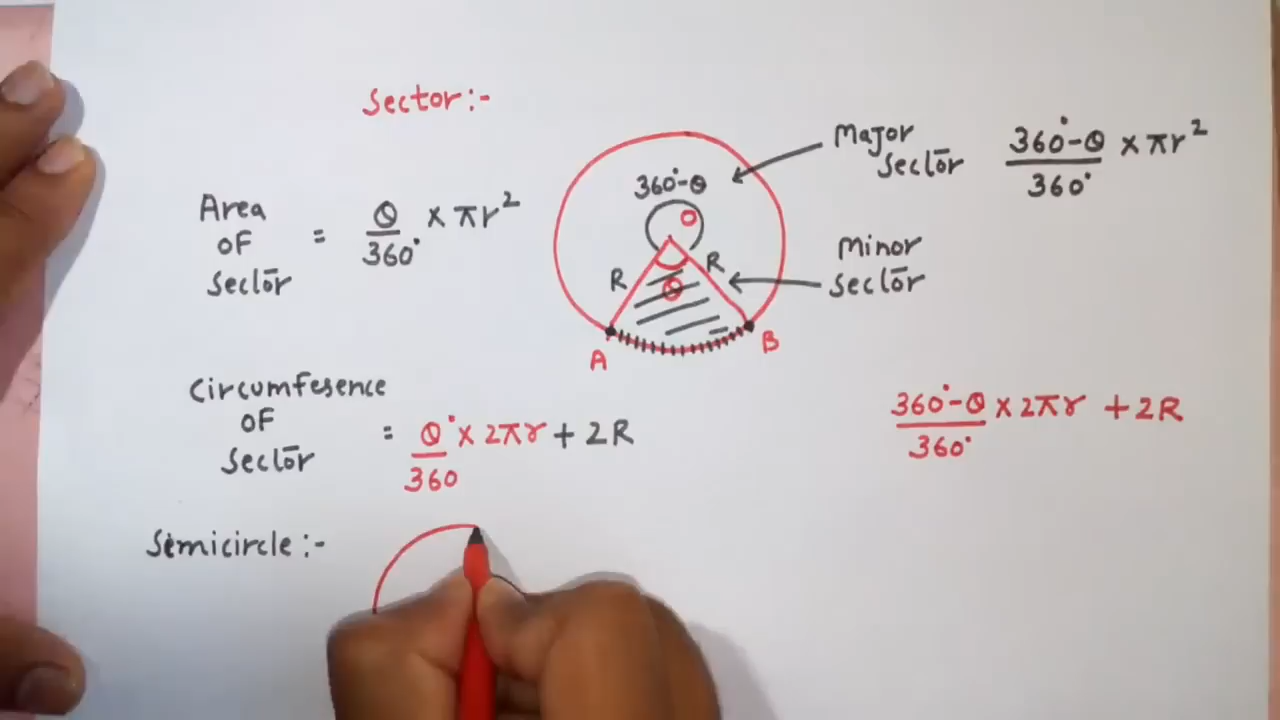 Sector:-
Area
OF
Sector
= θ/360° × πr²
360°-θ
O
R
R
θ
A
B
Major
Sector
(360°-θ)/360° × πr²
Minor
Sector
Circumference
OF
Sector
= θ°/360 × 2πr + 2R
(360°-θ)/360° × 2πr + 2R
Semicircle:-